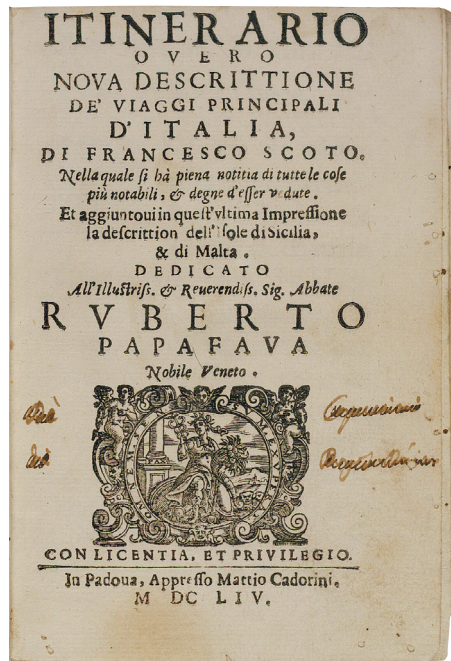 ITINERARIO
OVERO
NOVA DESCRITTIONE
DE' VIAGGI PRINCIPALI
D'ITALIA,
DI FRANCESCO SCOTO.
Nella quale si hà piena notitia di tutte le cose
più notabili, & degne d'esser vedute.
Et aggiuntoui in quest'vltima Impressione
la descrittion dell'Isole di Sicilia,
& di Malta.
DEDICATO
All'Illustriss. & Reuerendiss. Sig. Abbate
RVBERTO
PAPAFAVA
Nobile Veneto.
CON LICENTIA, ET PRIVILEGIO.
In Padoua, Appresso Mattio Cadorini.
M DC LIV.